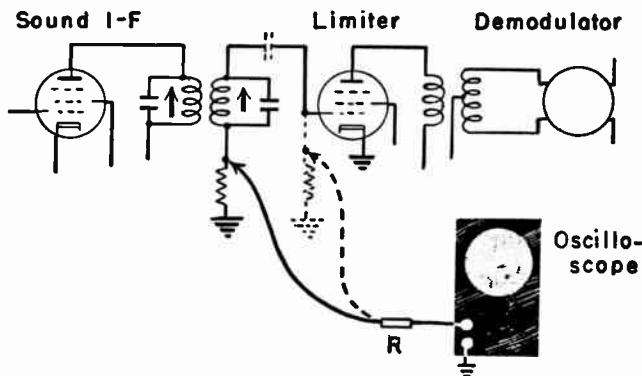 Sound I-F
Limiter
Demodulator
Oscillo-
scope
R